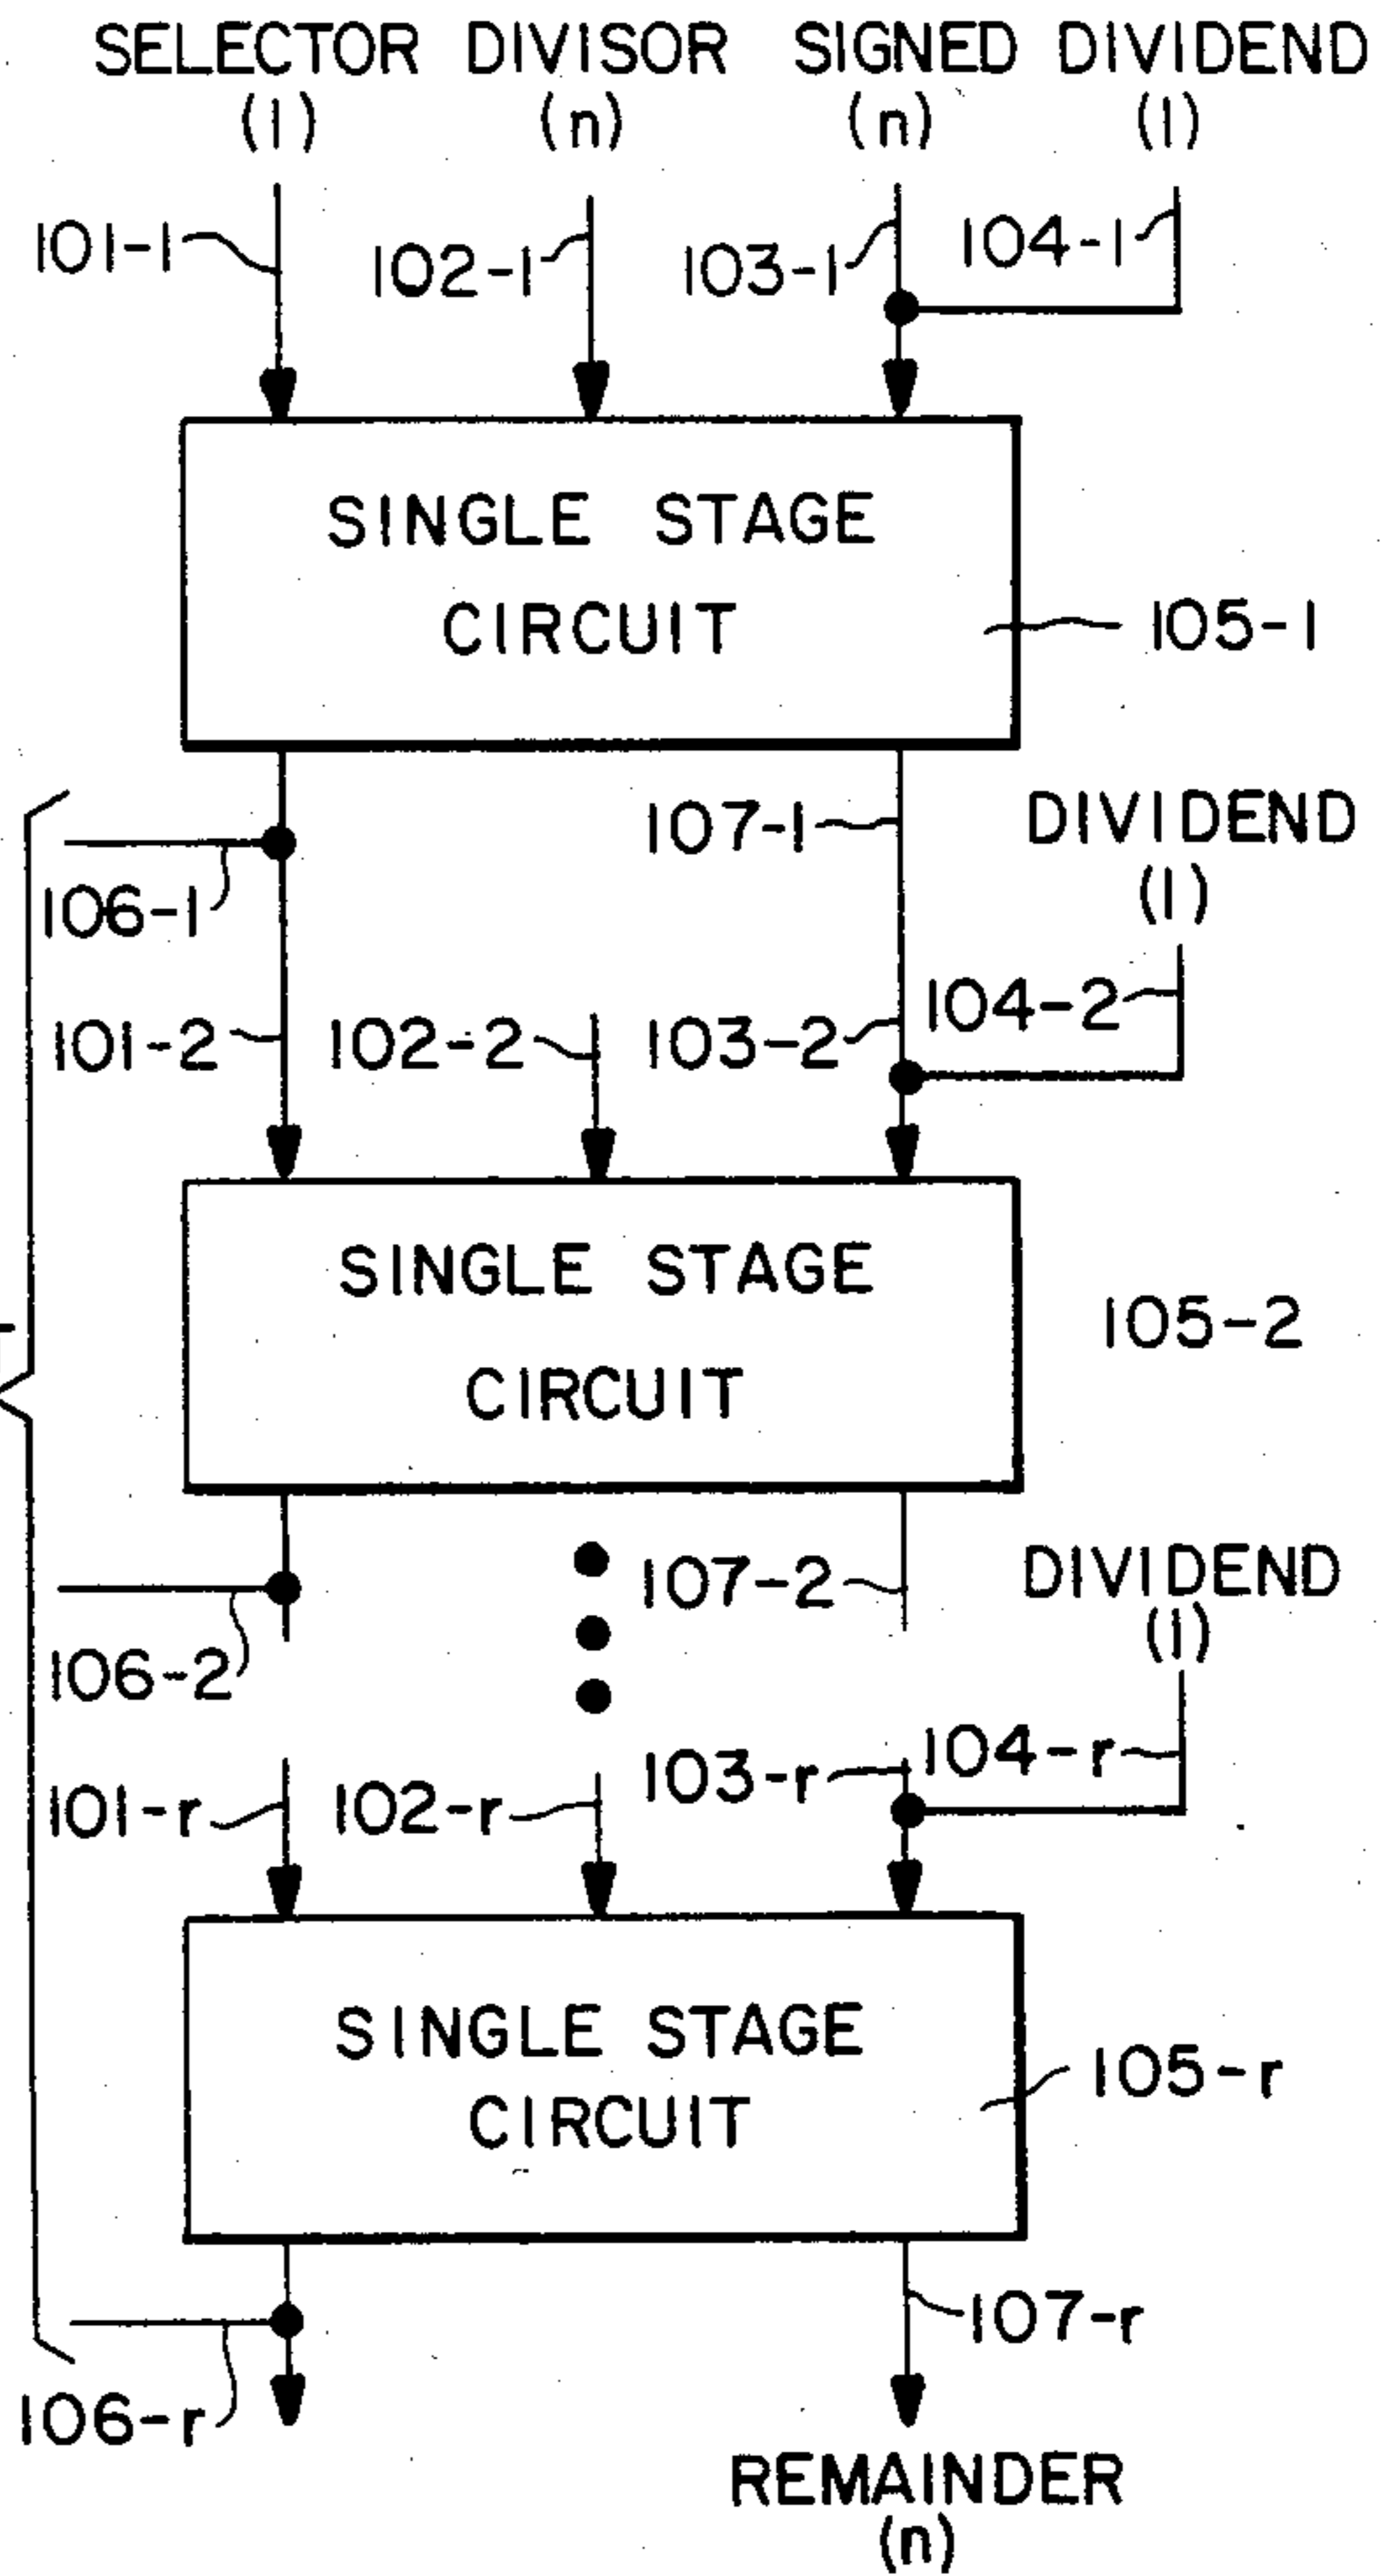 SELECTOR DIVISOR SIGNED DIVIDEND
(1) (n) (n) (1)
101-1 102-1 103-1 104-1
SINGLE STAGE
CIRCUIT
105-1
107-1 DIVIDEND
(1)
106-1
101-2 102-2 103-2 104-2
SINGLE STAGE
CIRCUIT
105-2
107-2 DIVIDEND
(1)
106-2
101-r 102-r 103-r 104-r
SINGLE STAGE
CIRCUIT
105-r
107-r
106-r
REMAINDER
(n)